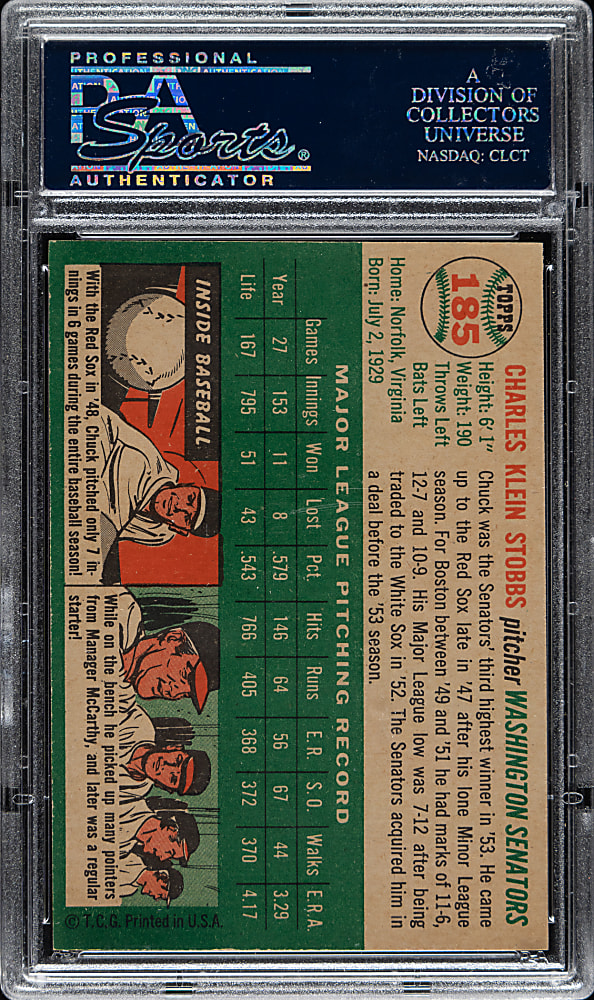 PROFESSIONAL
PSA
Sports®
AUTHENTICATOR
A
DIVISION OF
COLLECTORS
UNIVERSE
NASDAQ: CLCT
TOPPS
185
CHARLES KLEIN STOBBS pitcher WASHINGTON SENATORS
Height: 6' 1"
Weight: 190
Throws Left
Bats Left
Home: Norfolk, Virginia
Born: July 2, 1929
Chuck was the Senators' third highest winner in '53. He came
up to the Red Sox late in '47 after his lone Minor League
season. For Boston between '49 and '51 he had marks of 11-6,
12-7 and 10-9. His Major League low was 7-12 after being
traded to the White Sox in '52. The Senators acquired him in
a deal before the '53 season.
MAJOR LEAGUE PITCHING RECORD
Games Innings Won Lost Pct. Hits Runs E.R. S.O. Walks E.R.A
Year 27 153 11 8 .579 146 64 56 67 44 3.29
Life 167 795 51 43 .543 766 405 368 372 370 4.17
INSIDE BASEBALL
With the Red Sox in '48, Chuck pitched only 7 in-
nings in 6 games during the entire baseball season!
While on the bench he picked up many pointers
from Manager McCarthy, and later was a regular
starter!
© T.C.G. Printed in U.S.A.